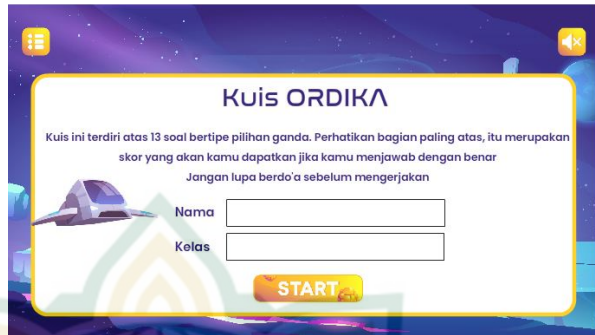 Kuis ORDIKA
Kuis ini terdiri atas 13 soal bertipe pilihan ganda. Perhatikan bagian paling atas, itu merupakan
skor yang akan kamu dapatkan jika kamu menjawab dengan benar
Jangan lupa berdo'a sebelum mengerjakan
Nama
Kelas
START